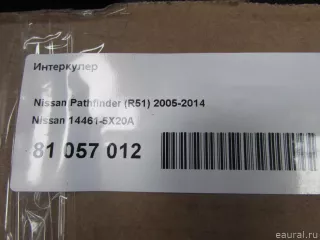 Интеркулер
Nissan Pathfinder (R51) 2005-2014
Nissan 14461-5X20A
81 057 012
eaural.ru